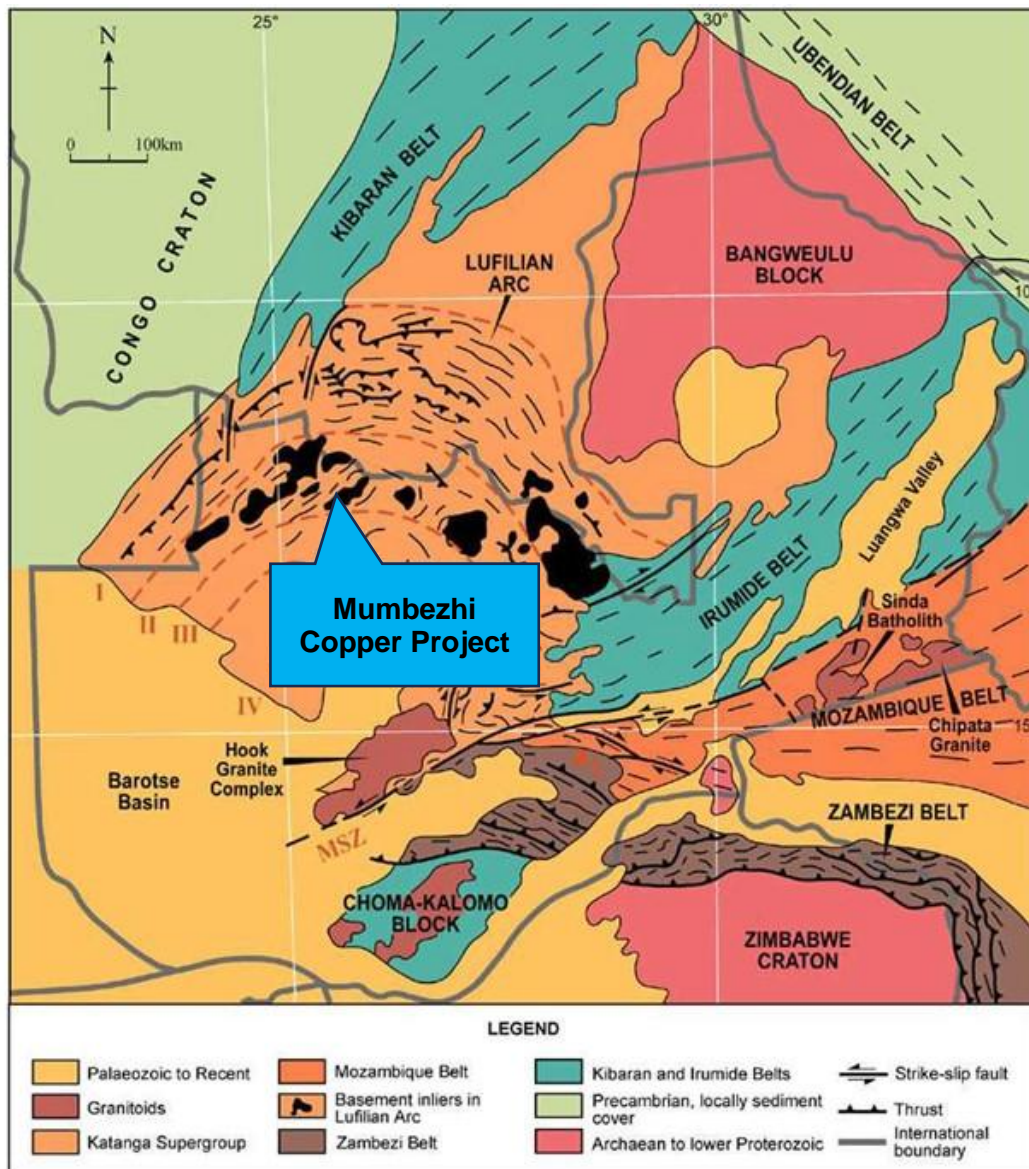 25°
30°
N
0 100km
UBENDIAN BELT
KIBARAN BELT
CONGO CRATON
LUFILIAN
ARC
BANGWEULU
BLOCK
10
Luangwa Valley
I
II
III
IV
Mumbezhi
Copper Project
IRUMIDE BELT
Sinda
Batholith
MOZAMBIQUE BELT
15
Chipata
Granite
Hook
Granite
Complex
Barotse
Basin
MSZ
ZAMBEZI BELT
CHOMA-KALOMO
BLOCK
ZIMBABWE
CRATON
LEGEND
Palaeozoic to Recent
Granitoids
Katanga Supergroup
Mozambique Belt
Basement inliers in
Lufilian Arc
Zambezi Belt
Kibaran and Irumide Belts
Precambrian, locally sediment
cover
Archaean to lower Proterozoic
Strike-slip fault
Thrust
International
boundary